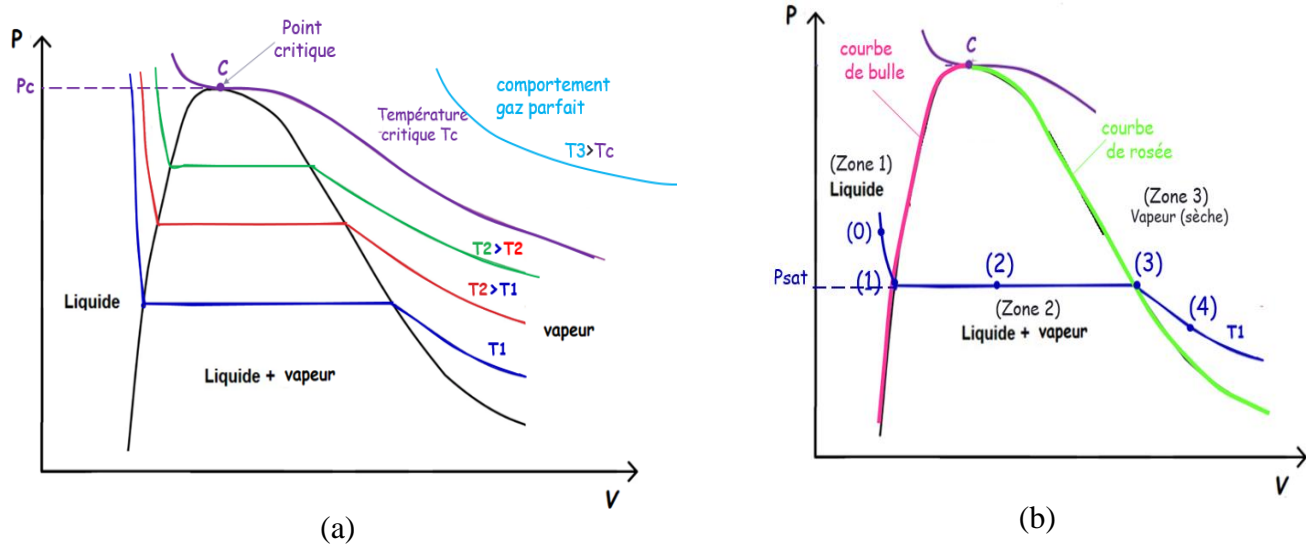 P
Point
critique
C
Pc
comportement
gaz parfait
Température
critique Tc
T3>Tc
T2>T2
T2>T1
Liquide
vapeur
T1
Liquide + vapeur
V
(a)
P
courbe
de bulle
C
courbe
de rosée
(Zone 1)
Liquide
(Zone 3)
Vapeur (sèche)
(0)
Psat
(1)
(2)
(3)
(Zone 2)
Liquide + vapeur
(4)
T1
V
(b)